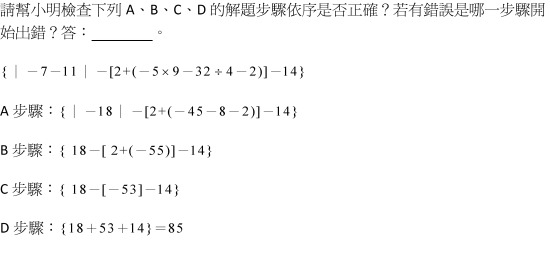 請幫小明檢查下列 A、B、C、D 的解題步驟依序是否正確？若有錯誤是哪一步驟開
始出錯？答：________。
{｜－7－11｜－[2+(－5×9－32÷4－2)]－14}
A 步驟：{｜－18｜－[2+(－45－8－2)]－14}
B 步驟：{ 18－[ 2+(－55)]－14}
C 步驟：{ 18－[－53]－14}
D 步驟：{18＋53＋14}＝85